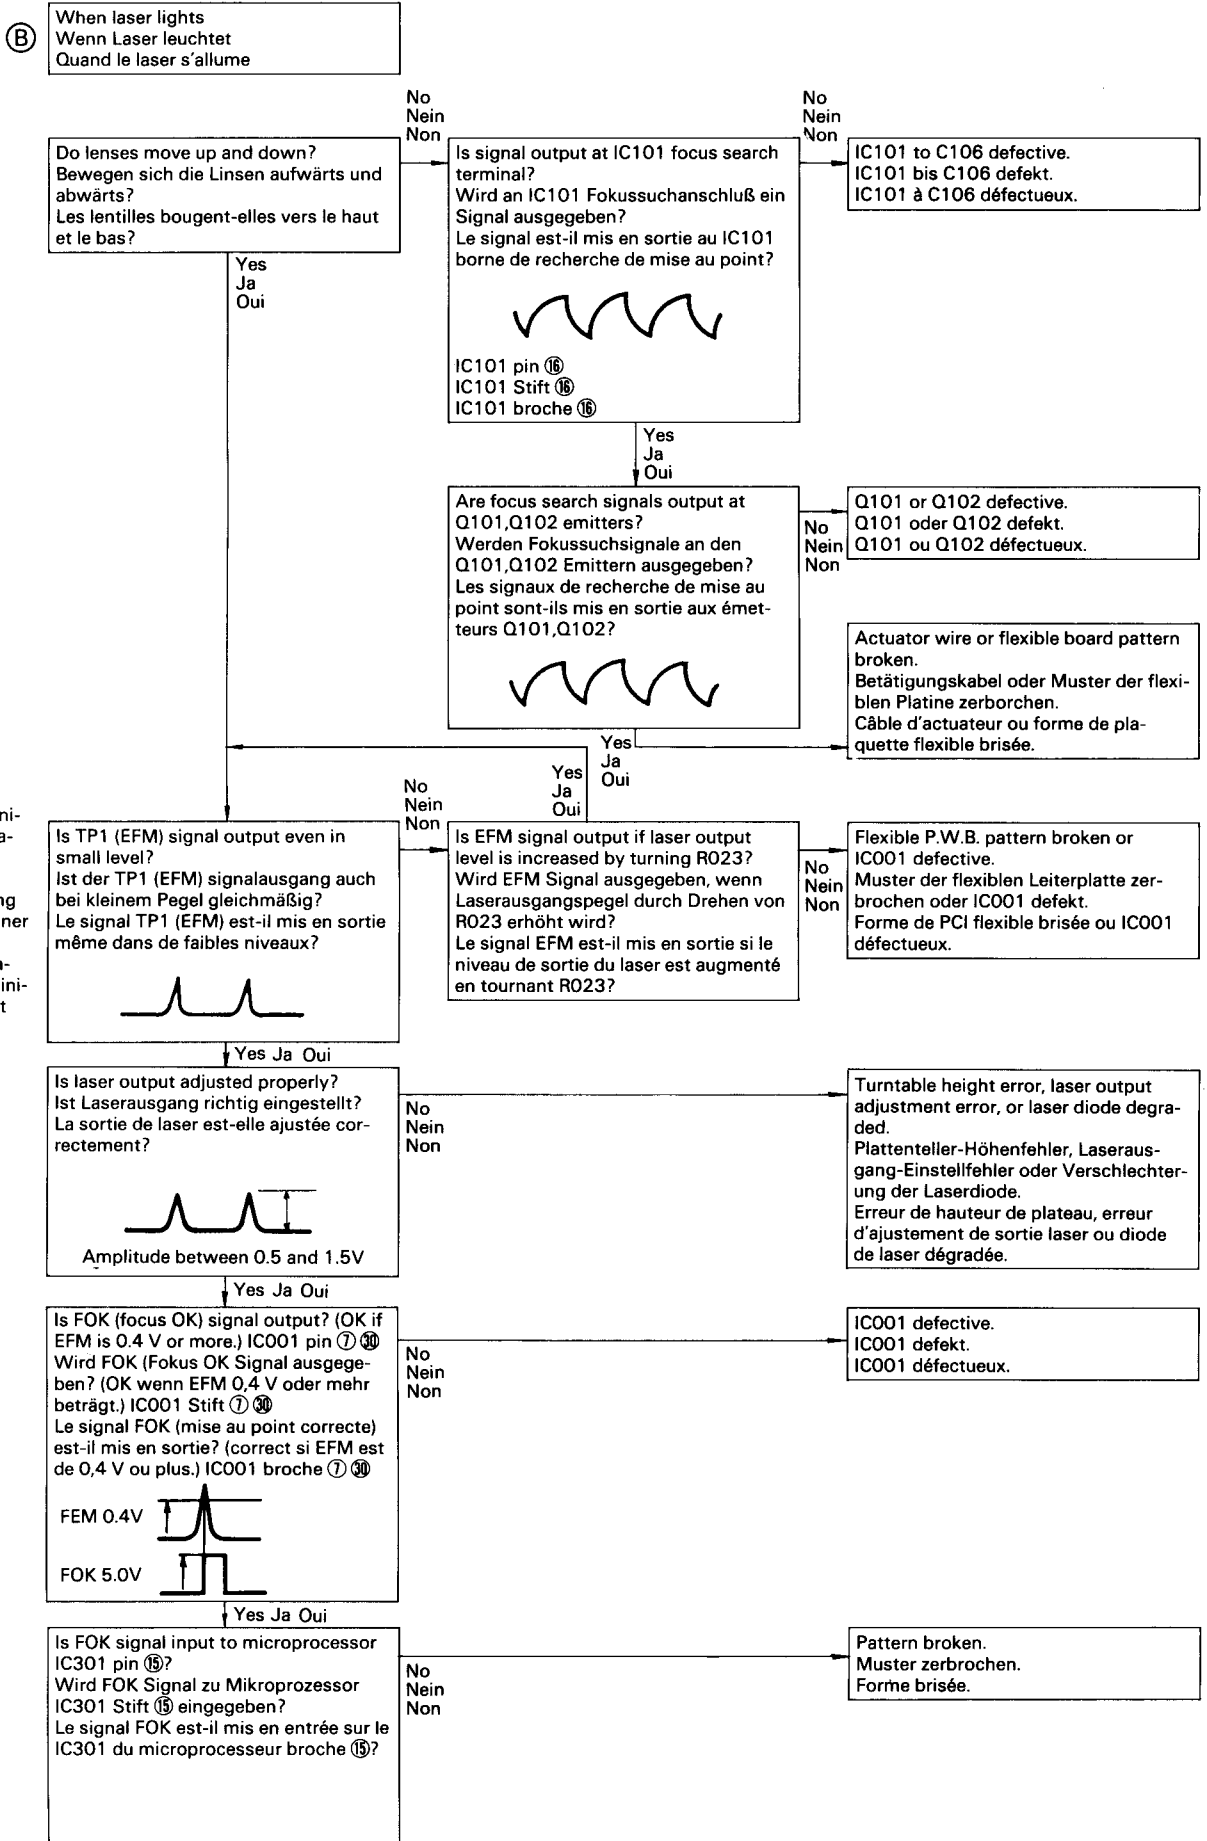 Ⓑ
When laser lights
Wenn Laser leuchtet
Quand le laser s'allume
No
Nein
Non
No
Nein
Non
Do lenses move up and down?
Bewegen sich die Linsen aufwärts und
abwärts?
Les lentilles bougent-elles vers le haut
et le bas?
Is signal output at IC101 focus search
terminal?
Wird an IC101 Fokussuchanschluß ein
Signal ausgegeben?
Le signal est-il mis en sortie au IC101
borne de recherche de mise au point?
IC101 pin ⑯
IC101 Stift ⑯
IC101 broche ⑯
IC101 to C106 defective.
IC101 bis C106 defekt.
IC101 à C106 défectueux.
Yes
Ja
Oui
Yes
Ja
Oui
Are focus search signals output at
Q101,Q102 emitters?
Werden Fokussuchsignale an den
Q101,Q102 Emittern ausgegeben?
Les signaux de recherche de mise au
point sont-ils mis en sortie aux émet-
teurs Q101,Q102?
No
Nein
Non
Q101 or Q102 defective.
Q101 oder Q102 defekt.
Q101 ou Q102 défectueux.
Actuator wire or flexible board pattern
broken.
Betätigungskabel oder Muster der flexi-
blen Platine zerborchen.
Câble d'actuateur ou forme de pla-
quette flexible brisée.
Yes
Ja
Oui
Yes
Ja
Oui
No
Nein
Non
ni-
a-
ng
ner
n-
ini-
t
Is TP1 (EFM) signal output even in
small level?
Ist der TP1 (EFM) signalausgang auch
bei kleinem Pegel gleichmäßig?
Le signal TP1 (EFM) est-il mis en sortie
même dans de faibles niveaux?
Is EFM signal output if laser output
level is increased by turning R023?
Wird EFM Signal ausgegeben, wenn
Laserausgangspegel durch Drehen von
R023 erhöht wird?
Le signal EFM est-il mis en sortie si le
niveau de sortie du laser est augmenté
en tournant R023?
No
Nein
Non
Flexible P.W.B. pattern broken or
IC001 defective.
Muster der flexiblen Leiterplatte zer-
brochen oder IC001 defekt.
Forme de PCI flexible brisée ou IC001
défectueux.
Yes Ja Oui
Is laser output adjusted properly?
Ist Laserausgang richtig eingestellt?
La sortie de laser est-elle ajustée cor-
rectement?
Amplitude between 0.5 and 1.5V
No
Nein
Non
Turntable height error, laser output
adjustment error, or laser diode degra-
ded.
Plattenteller-Höhenfehler, Laseraus-
gang-Einstellfehler oder Verschlechter-
ung der Laserdiode.
Erreur de hauteur de plateau, erreur
d'ajustement de sortie laser ou diode
de laser dégradée.
Yes Ja Oui
Is FOK (focus OK) signal output? (OK if
EFM is 0.4 V or more.) IC001 pin ⑦ ㉚
Wird FOK (Fokus OK Signal ausgege-
ben? (OK wenn EFM 0,4 V oder mehr
beträgt.) IC001 Stift ⑦ ㉚
Le signal FOK (mise au point correcte)
est-il mis en sortie? (correct si EFM est
de 0,4 V ou plus.) IC001 broche ⑦ ㉚
FEM 0.4V
FOK 5.0V
No
Nein
Non
IC001 defective.
IC001 defekt.
IC001 défectueux.
Yes Ja Oui
Is FOK signal input to microprocessor
IC301 pin ⑮?
Wird FOK Signal zu Mikroprozessor
IC301 Stift ⑮ eingegeben?
Le signal FOK est-il mis en entrée sur le
IC301 du microprocesseur broche ⑮?
No
Nein
Non
Pattern broken.
Muster zerbrochen.
Forme brisée.